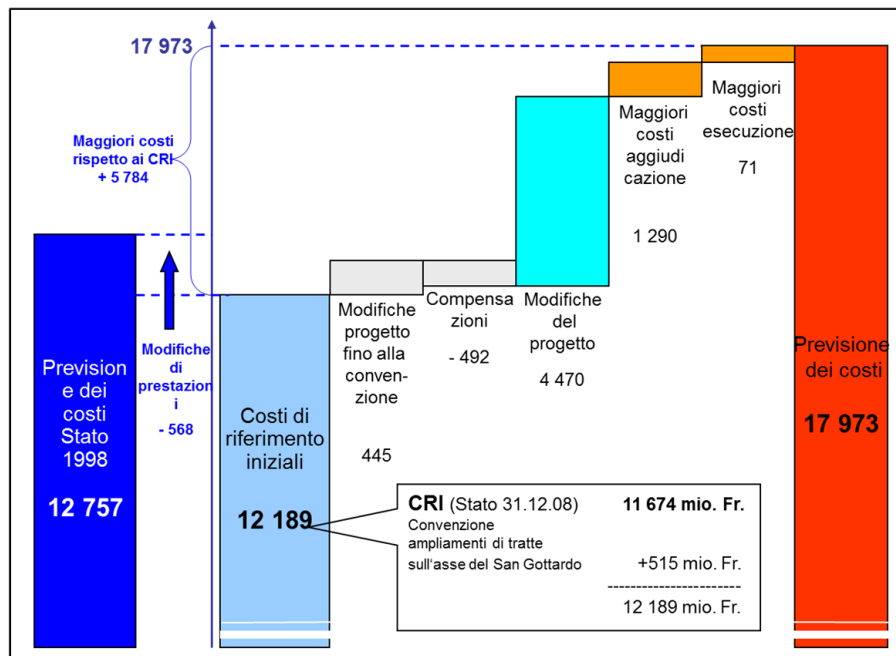 17 973
Maggiori costi
rispetto ai CRI
+ 5 784
Prevision
e dei
costi
Stato
1998
12 757
Modifiche
di
prestazion
i
- 568
Costi di
riferimento
iniziali
12 189
Modifiche
progetto
fino alla
conven-
zione
445
Compensa
zioni
- 492
Modifiche
del
progetto
4 470
Maggiori
costi
aggiudi
cazione
1 290
Maggiori
costi
esecuzione
71
Previsione
dei costi
17 973
CRI (Stato 31.12.08) 11 674 mio. Fr.
Convenzione
ampliamenti di tratte
sull'asse del San Gottardo +515 mio. Fr.
-----------------------
12 189 mio. Fr.